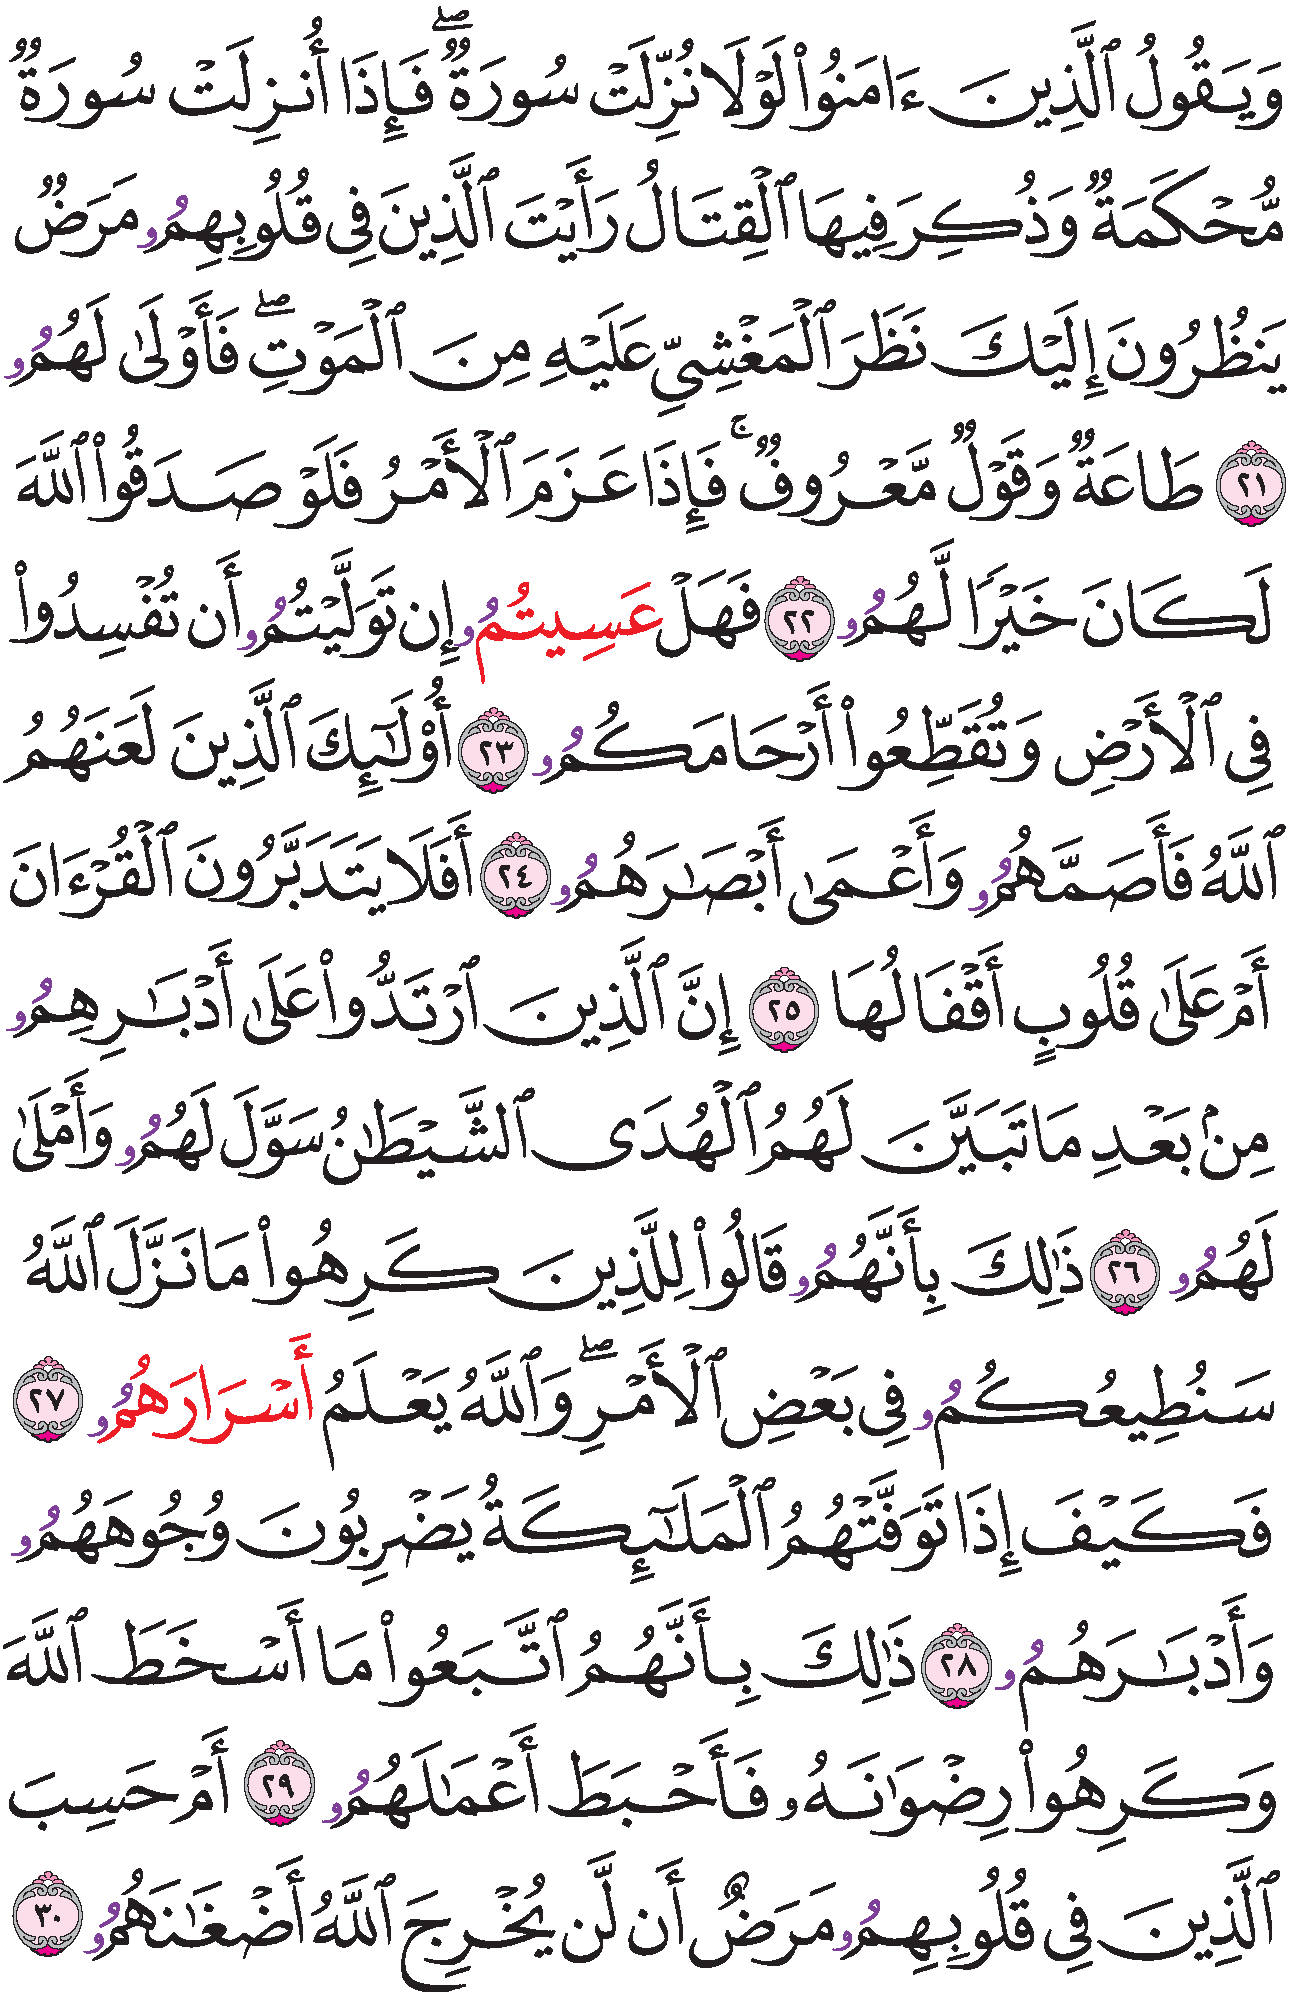 وَيَقُولُ ٱلَّذِينَ ءَامَنُوا۟ لَوْلَا نُزِّلَتْ سُورَةٌۖ فَإِذَا أُنزِلَتْ سُورَةٌ
مُّحْكَمَةٌ وَذُكِرَ فِيهَا ٱلْقِتَالُ رَأَيْتَ ٱلَّذِينَ فِى قُلُوبِهِمُۥ مَرَضٌ
يَنظُرُونَ إِلَيْكَ نَظَرَ ٱلْمَغْشِىِّ عَلَيْهِ مِنَ ٱلْمَوْتِۖ فَأَوْلَىٰ لَهُمُۥ
٢١ طَاعَةٌ وَقَوْلٌ مَّعْرُوفٌۚ فَإِذَا عَزَمَ ٱلْأَمْرُ فَلَوْ صَدَقُوا۟ ٱللَّهَ
لَكَانَ خَيْرًا لَّهُمُۥ ٢٢ فَهَلْ عَسِيتُمُۥ إِن تَوَلَّيْتُمُۥ أَن تُفْسِدُوا۟
فِى ٱلْأَرْضِ وَتُقَطِّعُوا۟ أَرْحَامَكُمُۥ ٢٣ أُو۟لَٰٓئِكَ ٱلَّذِينَ لَعَنَهُمُ
ٱللَّهُ فَأَصَمَّهُمُۥ وَأَعْمَىٰ أَبْصَٰرَهُمُۥ ٢٤ أَفَلَا يَتَدَبَّرُونَ ٱلْقُرْءَانَ
أَمْ عَلَىٰ قُلُوبٍ أَقْفَالُهَا ٢٥ إِنَّ ٱلَّذِينَ ٱرْتَدُّوا۟ عَلَىٰ أَدْبَٰرِهِمُۥ
مِنۢ بَعْدِ مَا تَبَيَّنَ لَهُمُ ٱلْهُدَى ٱلشَّيْطَٰنُ سَوَّلَ لَهُمُۥ وَأَمْلَىٰ
لَهُمُۥ ٢٦ ذَٰلِكَ بِأَنَّهُمُۥ قَالُوا۟ لِلَّذِينَ كَرِهُوا۟ مَا نَزَّلَ ٱللَّهُ
سَنُطِيعُكُمُۥ فِى بَعْضِ ٱلْأَمْرِۖ وَٱللَّهُ يَعْلَمُ أَسْرَارَهُمُۥ ٢٧
فَكَيْفَ إِذَا تَوَفَّتْهُمُ ٱلْمَلَٰٓئِكَةُ يَضْرِبُونَ وُجُوهَهُمُۥ
وَأَدْبَٰرَهُمُۥ ٢٨ ذَٰلِكَ بِأَنَّهُمُ ٱتَّبَعُوا۟ مَا أَسْخَطَ ٱللَّهَ
وَكَرِهُوا۟ رِضْوَٰنَهُۥ فَأَحْبَطَ أَعْمَٰلَهُمُۥ ٢٩ أَمْ حَسِبَ
ٱلَّذِينَ فِى قُلُوبِهِمُۥ مَرَضٌ أَن لَّن يُخْرِجَ ٱللَّهُ أَضْغَٰنَهُمُۥ ٣٠